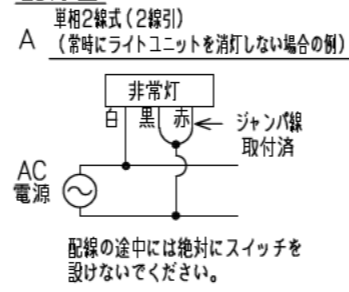 単相2線式(2線引)
A (常時にライトユニットを消灯しない場合の例)
非常灯
白 黒 赤 ジャンパ線
取付済
AC
電源
配線の途中には絶対にスイッチを
設けないでください。